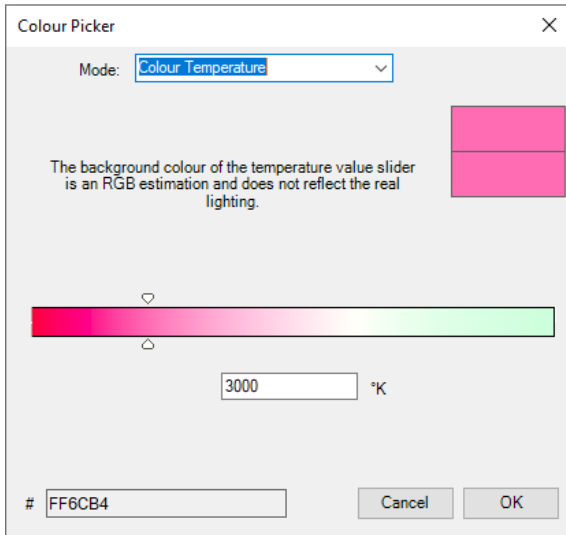 Colour Picker
Mode: Colour Temperature
The background colour of the temperature value slider
is an RGB estimation and does not reflect the real
lighting.
3000 °K
# FF6CB4 Cancel OK